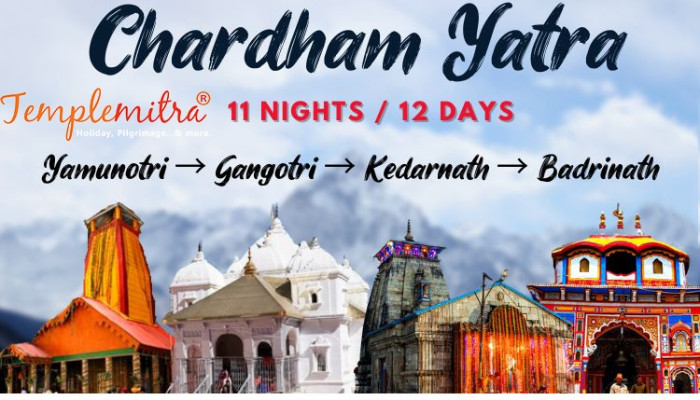 Chardham Yatra
Templemitra®
Holiday, Pilgrimage..& more
11 NIGHTS / 12 DAYS
Yamunotri → Gangotri → Kedarnath → Badrinath